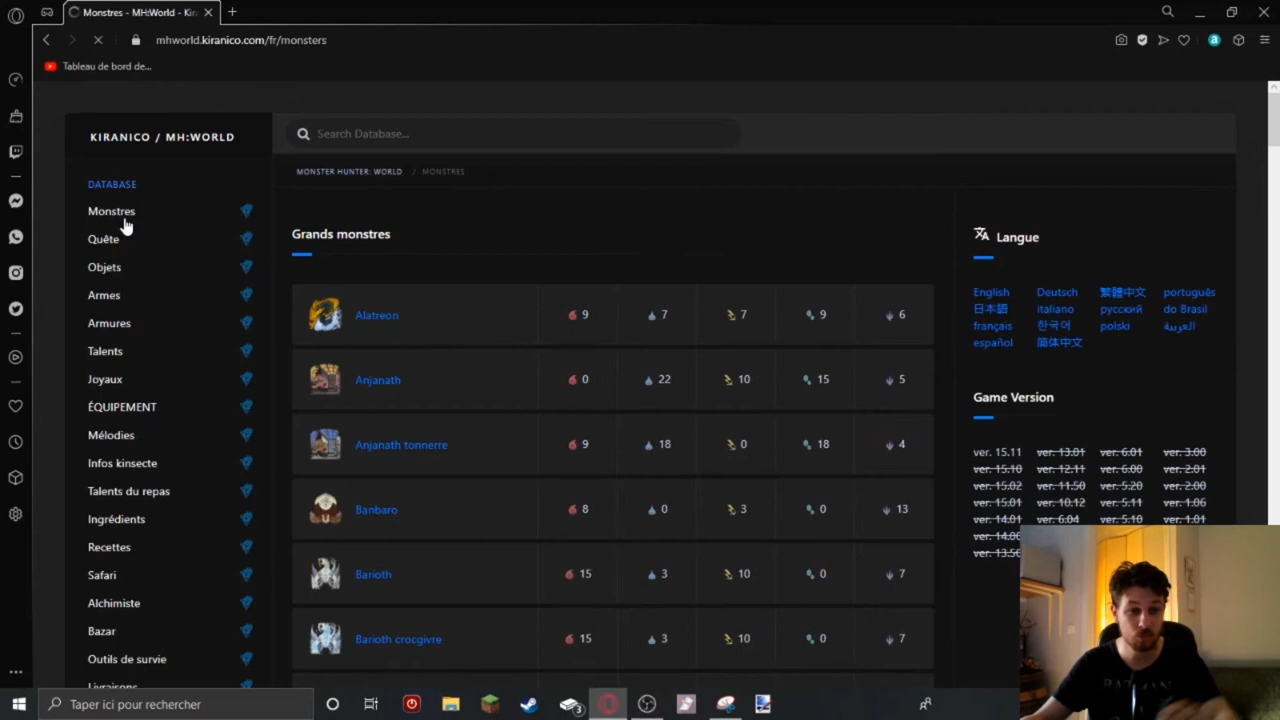 Monstres - MH:World - Kir
mhworld.kiranico.com/fr/monsters
Tableau de bord de...
KIRANICO / MH:WORLD
Search Database...
MONSTER HUNTER: WORLD / MONSTRES
DATABASE
Monstres
Quête
Objets
Armes
Armures
Talents
Joyaux
ÉQUIPEMENT
Mélodies
Infos kinsecte
Talents du repas
Ingrédients
Recettes
Safari
Alchimiste
Bazar
Outils de survie
Livraisons
Grands monstres
Alatreon 9 7 7 9 6
Anjanath 0 22 10 15 5
Anjanath tonnerre 9 18 0 18 4
Banbaro 8 0 3 0 13
Barioth 15 3 10 0 7
Barioth crocgivre 15 3 10 0 7
Langue
English Deutsch 繁體中文 português do Brasil
日本語 italiano русский العربية
français 한국어 polski
español 简体中文
Game Version
ver. 15.11 ver. 13.01 ver. 6.01 ver. 3.00
ver. 15.10 ver. 12.11 ver. 6.00 ver. 2.01
ver. 15.02 ver. 11.50 ver. 5.20 ver. 2.00
ver. 15.01 ver. 10.12 ver. 5.11 ver. 1.06
ver. 14.01 ver. 6.04 ver. 5.10 ver. 1.01
ver. 14.00
ver. 13.50
Taper ici pour rechercher
3